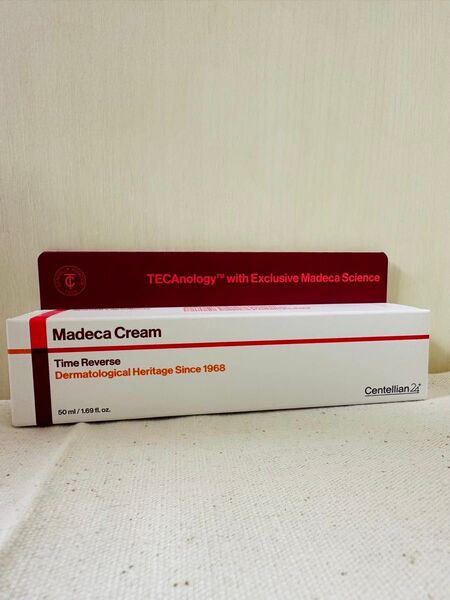 TECAnology™ with Exclusive Madeca Science
Madeca Cream
Time Reverse
Dermatological Heritage Since 1968
50 ml / 1.69 fl. oz.
Centellian24